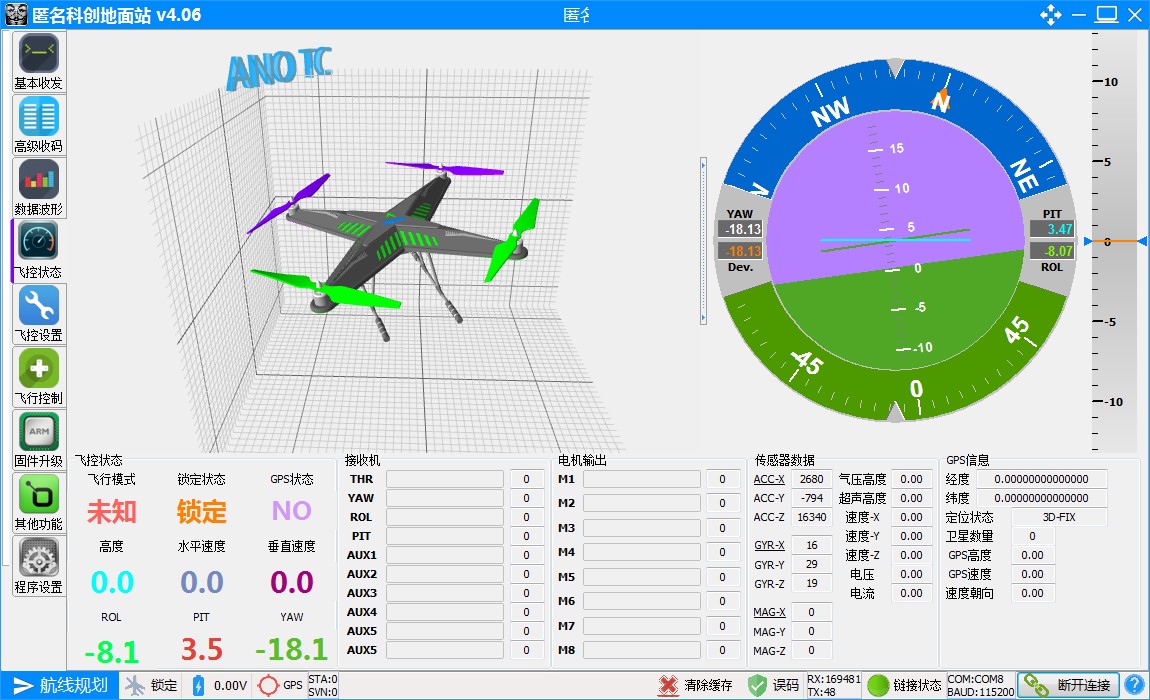 匿名科创地面站 v4.06
匿名
ANO TC
基本收发
高级收码
数据波形
飞控状态
飞控设置
飞行控制
ARM
固件升级
其他功能
程序设置
NW
N
NE
YAW
-18.13
-18.13
Dev.
PIT
3.47
-8.07
ROL
15
10
5
0
-5
-10
-45
0
45
10
5
0
-5
-10
飞控状态
飞行模式 锁定状态 GPS状态
未知 锁定 NO
高度 水平速度 垂直速度
0.0 0.0 0.0
ROL PIT YAW
-8.1 3.5 -18.1
接收机
THR 0
YAW 0
ROL 0
PIT 0
AUX1 0
AUX2 0
AUX3 0
AUX4 0
AUX5 0
AUX5 0
电机输出
M1 0
M2 0
M3 0
M4 0
M5 0
M6 0
M7 0
M8 0
传感器数据
ACC-X 2680
ACC-Y -794
ACC-Z 16340
GYR-X 16
GYR-Y 29
GYR-Z 19
MAG-X 0
MAG-Y 0
MAG-Z 0
气压高度 0.00
超声高度 0.00
速度-X 0.00
速度-Y 0.00
速度-Z 0.00
电压 0.00
电流 0.00
GPS信息
经度 0.00000000000000
纬度 0.00000000000000
定位状态 3D-FIX
卫星数量 0
GPS高度 0.00
GPS速度 0.00
速度朝向 0.00
航线规划 锁定 0.00V GPS STA:0
SVN:0
清除缓存 误码 RX:169481
TX:48
链接状态 COM:COM8
BAUD:115200
断开连接